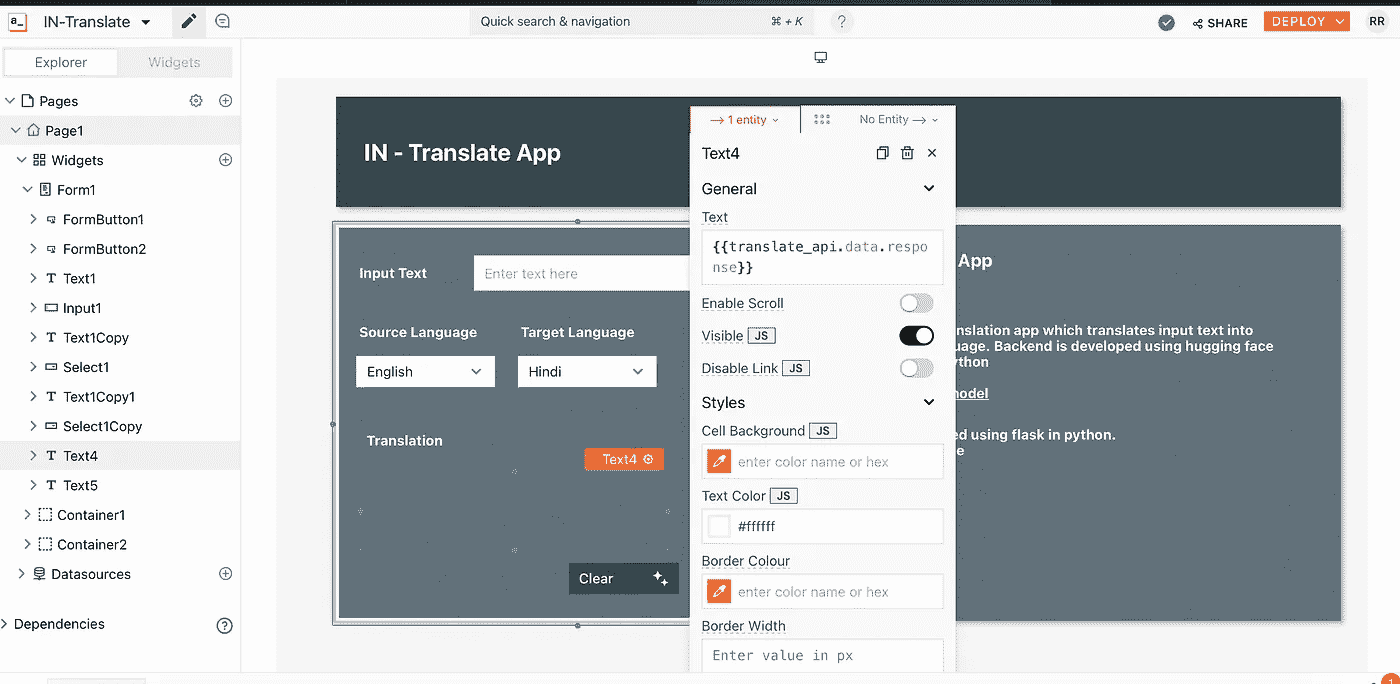 a_
IN-Translate
Quick search & navigation
⌘ + K
?
SHARE
DEPLOY
RR
Explorer
Widgets
Pages
Page1
Widgets
Form1
FormButton1
FormButton2
T Text1
Input1
T Text1Copy
Select1
T Text1Copy1
Select1Copy
T Text4
T Text5
Container1
Container2
Datasources
Dependencies
?
IN - Translate App
Input Text
Enter text here
Source Language
Target Language
English
Hindi
Translation
Text4
Clear
1 entity
No Entity
Text4
General
Text
{{translate_api.data.respo
nse}}
Enable Scroll
Visible JS
Disable Link JS
Styles
Cell Background JS
enter color name or hex
Text Color JS
#ffffff
Border Colour
enter color name or hex
Border Width
Enter value in px
App
nslation app which translates input text into
uage. Backend is developed using hugging face
ython
model
ed using flask in python.
e
1